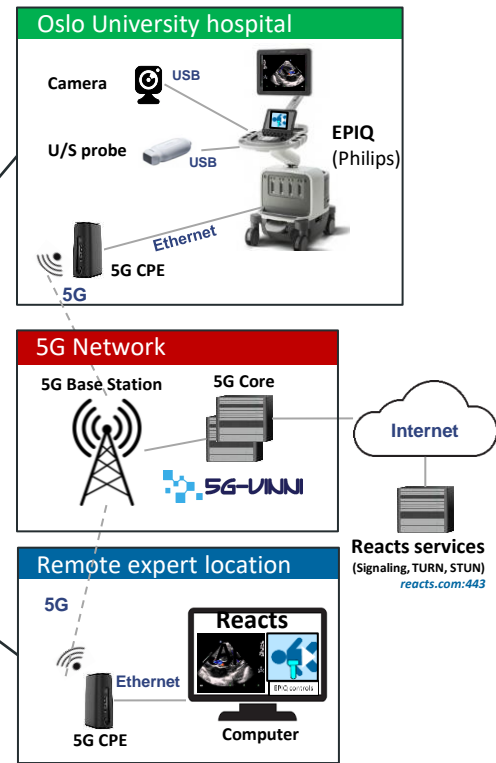 Oslo University hospital
Camera
USB
U/S probe
USB
EPIQ
(Philips)
Ethernet
5G CPE
5G
5G Network
5G Base Station
5G Core
5G-VINNI
Internet
Reacts services
(Signaling, TURN, STUN)
reacts.com:443
Remote expert location
5G
Reacts
EPIQ controls
Ethernet
5G CPE
Computer